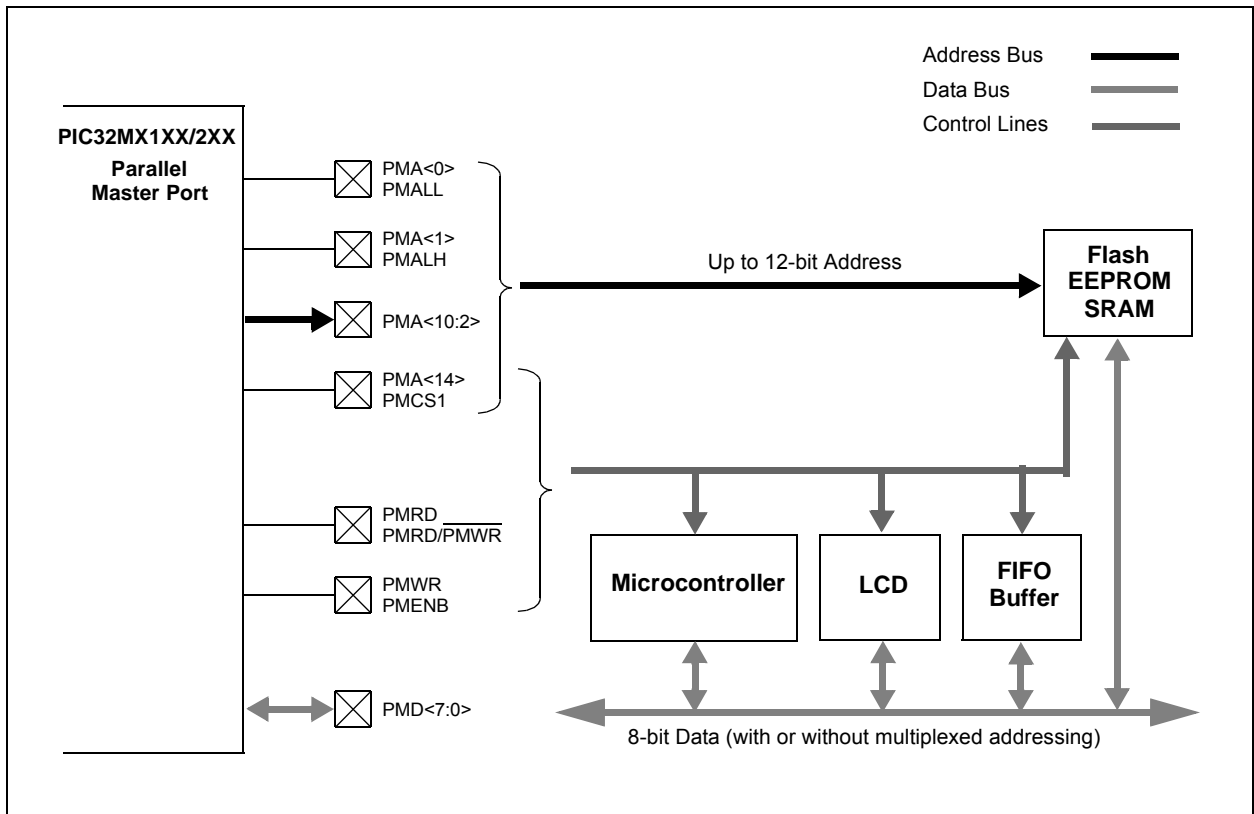 Address Bus
Data Bus
Control Lines
PIC32MX1XX/2XX
Parallel
Master Port
PMA<0>
PMALL
PMA<1>
PMALH
PMA<10:2>
PMA<14>
PMCS1
PMRD
PMRD/PMWR
PMWR
PMENB
PMD<7:0>
Up to 12-bit Address
Flash
EEPROM
SRAM
Microcontroller
LCD
FIFO
Buffer
8-bit Data (with or without multiplexed addressing)